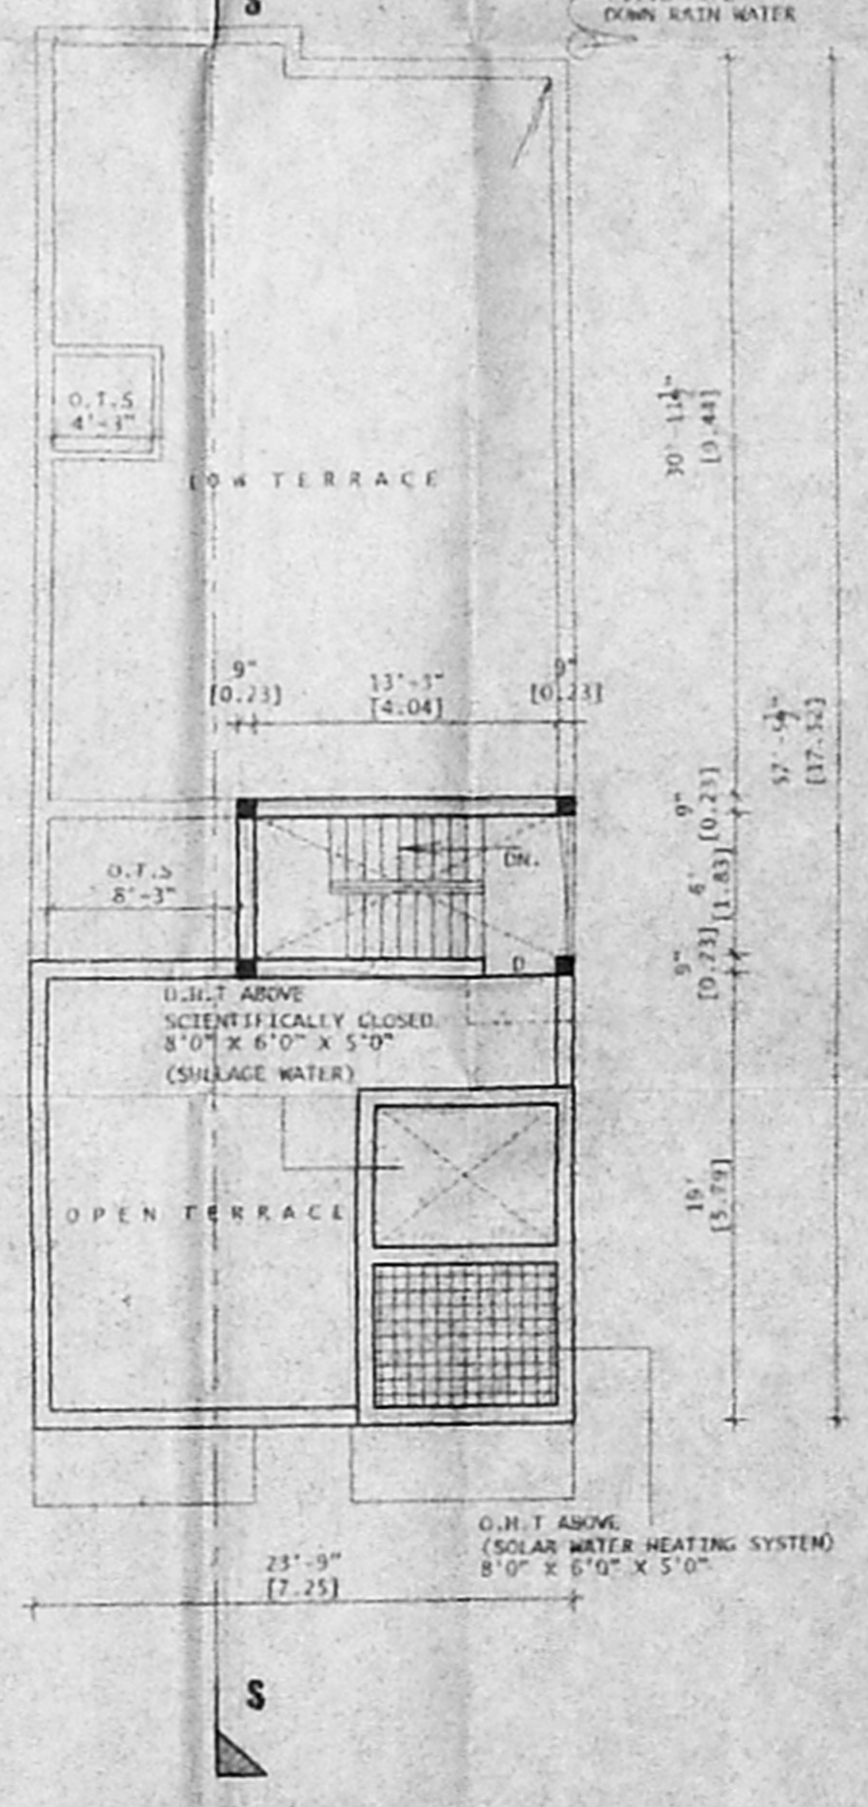 S
DOWN RAIN WATER
O.T.S
4'-3"
LOW TERRACE
30'-11½"
[9.44]
9"
[0.23]
13'-3"
[4.04]
9"
[0.23]
57'-5½"
[17.52]
9"
[0.23]
6'
[1.83]
9"
[0.23]
DN.
O.T.S
8'-3"
D
O.H.T ABOVE
SCIENTIFICALLY CLOSED
8'0" X 6'0" X 5'0"
(SULLAGE WATER)
19'
[5.79]
OPEN TERRACE
O.H.T ABOVE
(SOLAR WATER HEATING SYSTEM)
8'0" X 6'0" X 5'0"
23'-9"
[7.25]
S